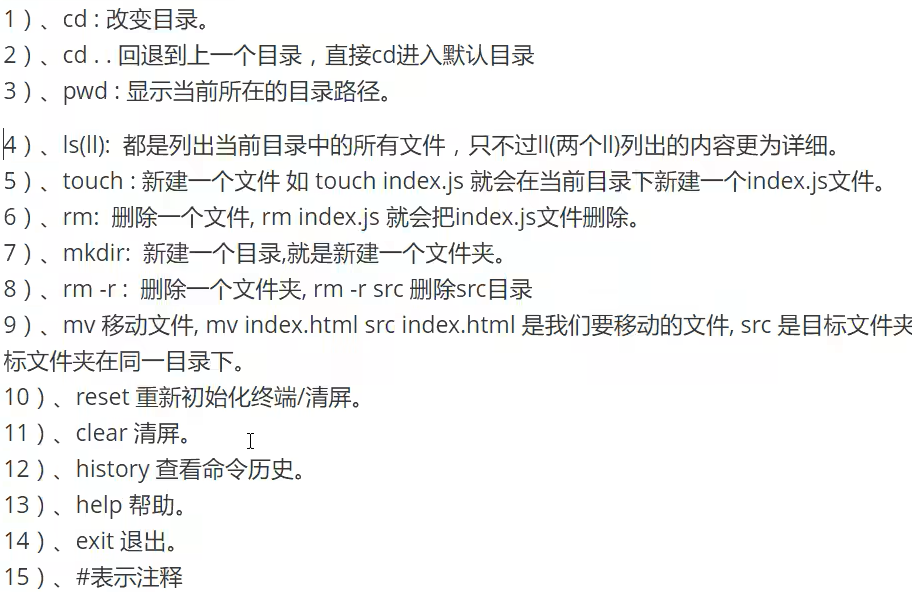 1）、cd : 改变目录。
2）、cd . . 回退到上一个目录，直接cd进入默认目录
3）、pwd : 显示当前所在的目录路径。
4）、ls(ll):  都是列出当前目录中的所有文件，只不过ll(两个ll)列出的内容更为详细。
5）、touch : 新建一个文件 如 touch index.js 就会在当前目录下新建一个index.js文件。
6）、rm:  删除一个文件, rm index.js 就会把index.js文件删除。
7）、mkdir:  新建一个目录,就是新建一个文件夹。
8）、rm -r :  删除一个文件夹, rm -r src 删除src目录
9）、mv 移动文件, mv index.html src index.html 是我们要移动的文件, src 是目标文件夹
标文件夹在同一目录下。
10）、reset 重新初始化终端/清屏。
11）、clear 清屏。
12）、history 查看命令历史。
13）、help 帮助。
14）、exit 退出。
15）、#表示注释